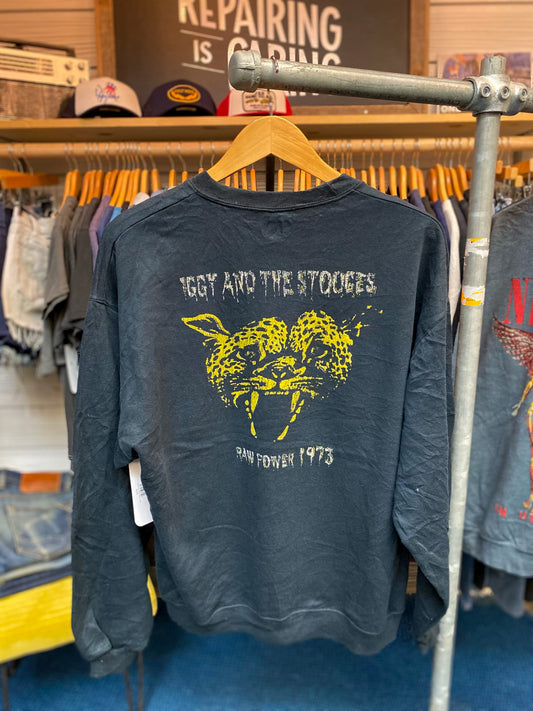 REPAIRING
IS CARING
IGGY AND THE STOOGES
RAW POWER 1973